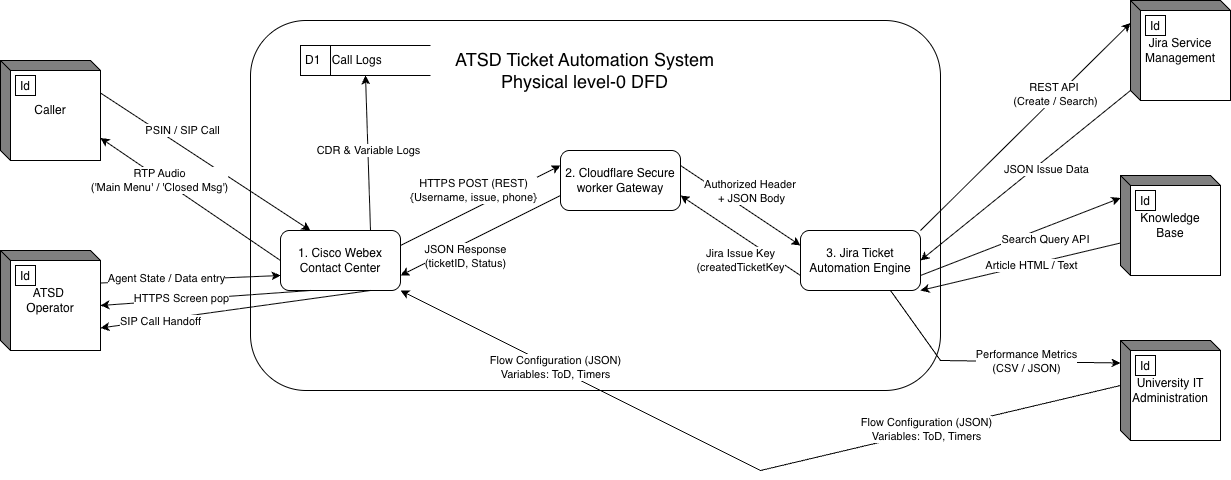 ATSD Ticket Automation System
Physical level-0 DFD
D1
Call Logs
Id
Caller
PSIN / SIP Call
RTP Audio
('Main Menu' / 'Closed Msg')
CDR & Variable Logs
HTTPS POST (REST)
{Username, issue, phone}
2. Cloudflare Secure
worker Gateway
Authorized Header
+ JSON Body
REST API
(Create / Search)
Id
Jira Service
Management
JSON Issue Data
Id
Knowledge
Base
Search Query API
Article HTML / Text
1. Cisco Webex
Contact Center
JSON Response
(ticketID, Status)
Jira Issue Key
(createdTicketKey
3. Jira Ticket
Automation Engine
Id
ATSD
Operator
Agent State / Data entry
HTTPS Screen pop
SIP Call Handoff
Flow Configuration (JSON)
Variables: ToD, Timers
Performance Metrics
(CSV / JSON)
Id
University IT
Administration
Flow Configuration (JSON)
Variables: ToD, Timers